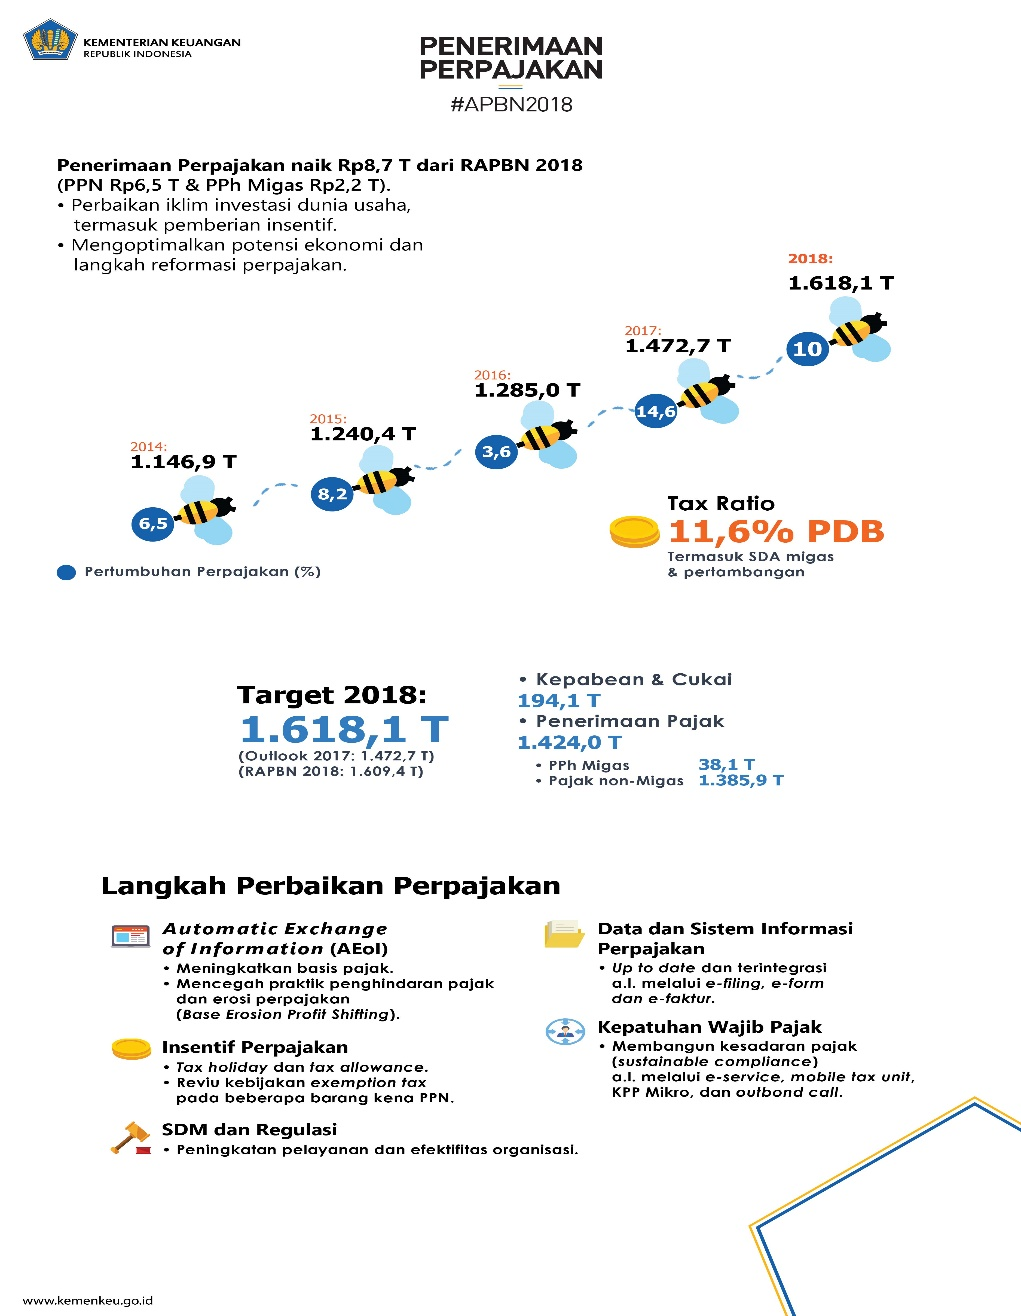 KEMENTERIAN KEUANGAN
REPUBLIK INDONESIA
PENERIMAAN
PERPAJAKAN
#APBN2018
Penerimaan Perpajakan naik Rp8,7 T dari RAPBN 2018
(PPN Rp6,5 T & PPh Migas Rp2,2 T).
• Perbaikan iklim investasi dunia usaha,
termasuk pemberian insentif.
• Mengoptimalkan potensi ekonomi dan
langkah reformasi perpajakan.
2014:
1.146,9 T
6,5
2015:
1.240,4 T
8,2
2016:
1.285,0 T
3,6
2017:
1.472,7 T
14,6
2018:
1.618,1 T
10
Pertumbuhan Perpajakan (%)
Tax Ratio
11,6% PDB
Termasuk SDA migas
& pertambangan
Target 2018:
1.618,1 T
(Outlook 2017: 1.472,7 T)
(RAPBN 2018: 1.609,4 T)
• Kepabean & Cukai
194,1 T
• Penerimaan Pajak
1.424,0 T
• PPh Migas 38,1 T
• Pajak non-Migas 1.385,9 T
Langkah Perbaikan Perpajakan
Automatic Exchange
of Information (AEoI)
• Meningkatkan basis pajak.
• Mencegah praktik penghindaran pajak
dan erosi perpajakan
(Base Erosion Profit Shifting).
Insentif Perpajakan
• Tax holiday dan tax allowance.
• Reviu kebijakan exemption tax
pada beberapa barang kena PPN.
SDM dan Regulasi
• Peningkatan pelayanan dan efektifitas organisasi.
Data dan Sistem Informasi
Perpajakan
• Up to date dan terintegrasi
a.l. melalui e-filing, e-form
dan e-faktur.
Kepatuhan Wajib Pajak
• Membangun kesadaran pajak
(sustainable compliance)
a.l. melalui e-service, mobile tax unit,
KPP Mikro, dan outbond call.
www.kemenkeu.go.id